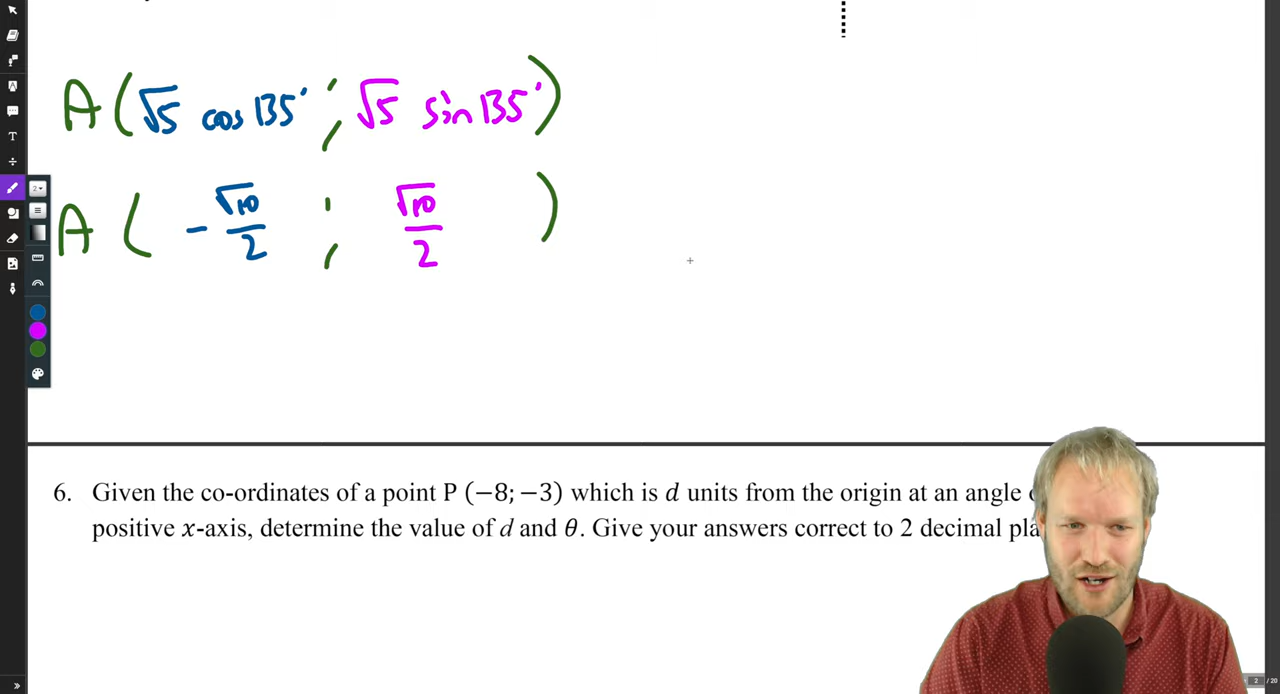 A(√5 cos 135° ; √5 sin 135°)
A ( -√10/2 ; √10/2 )
6. Given the co-ordinates of a point P (−8; −3) which is d units from the origin at an angle
positive x-axis, determine the value of d and θ. Give your answers correct to 2 decimal
2 / 20